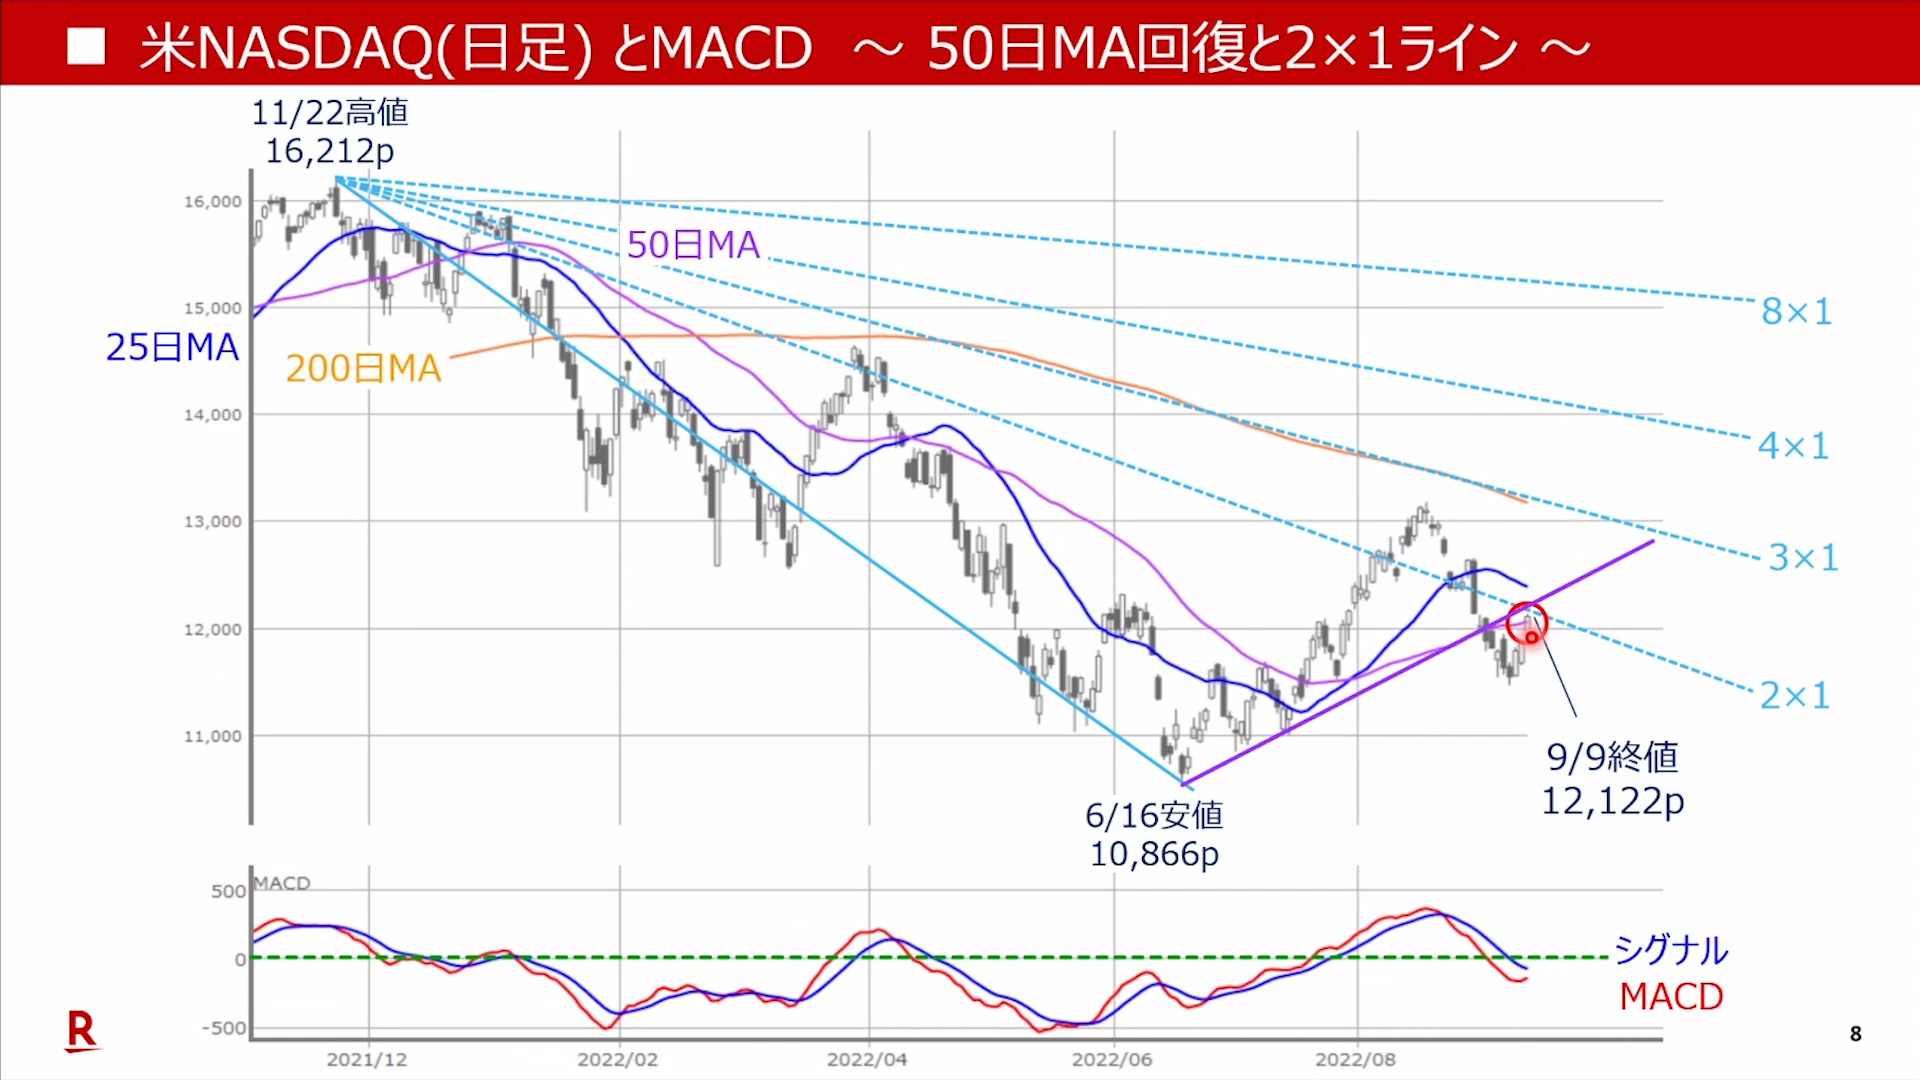 ■ 米NASDAQ(日足) とMACD ～ 50日MA回復と2×1ライン ～
11/22高値
16,212p
16,000
50日MA
15,000
8×1
25日MA
200日MA
14,000
4×1
13,000
3×1
12,000
2×1
11,000
9/9終値
12,122p
6/16安値
10,866p
MACD
500
0
シグナル
MACD
-500
R
8
2021/12
2022/02
2022/04
2022/06
2022/08